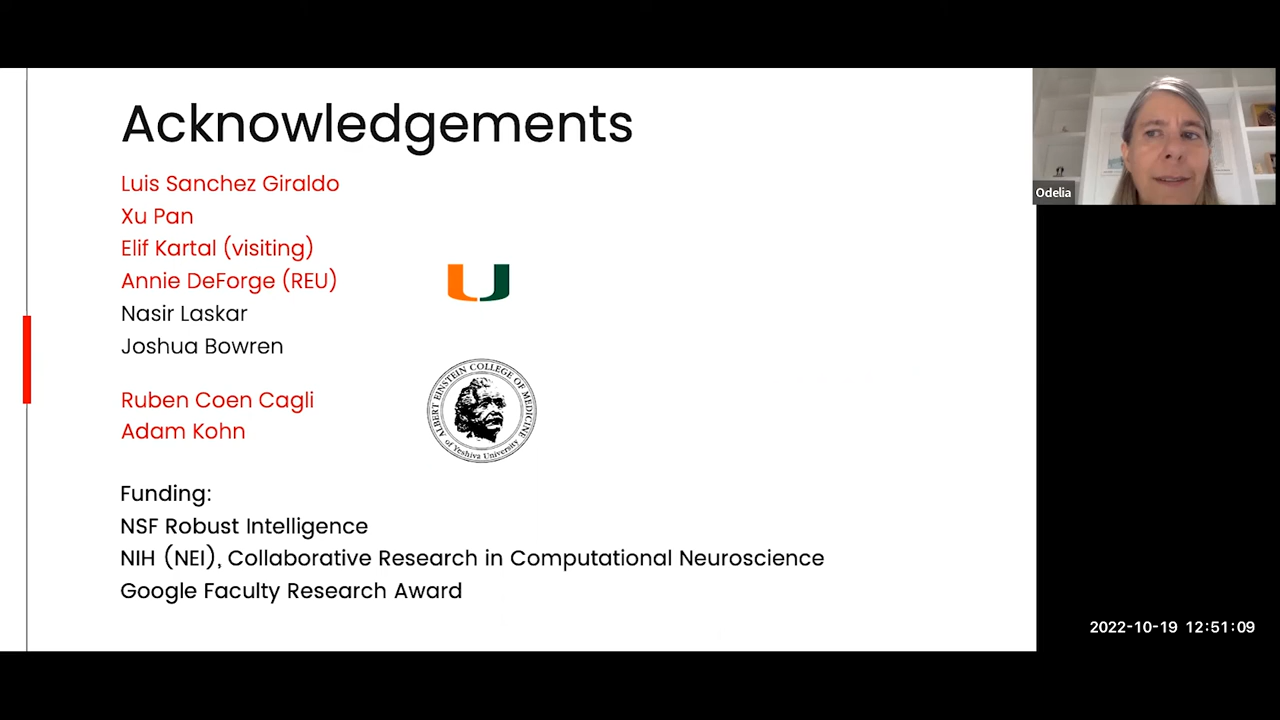 Acknowledgements
Luis Sanchez Giraldo
Xu Pan
Elif Kartal (visiting)
Annie DeForge (REU)
Nasir Laskar
Joshua Bowren
Ruben Coen Cagli
Adam Kohn
ALBERT EINSTEIN COLLEGE OF MEDICINE
of Yeshiva University
Funding:
NSF Robust Intelligence
NIH (NEI), Collaborative Research in Computational Neuroscience
Google Faculty Research Award
Odelia
2022-10-19 12:51:09